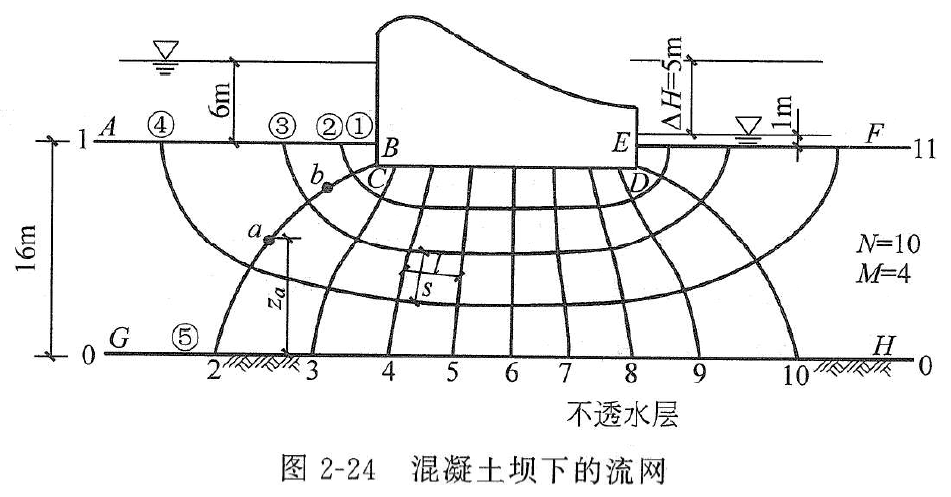 6m
ΔH=5m
1m
④ ③ ② ①
1 A B E F 11
C D
b
a
16m
z_a
l
s
N=10
M=4
G ⑤ H
0 0
2 3 4 5 6 7 8 9 10
不透水层
图 2-24 混凝土坝下的流网